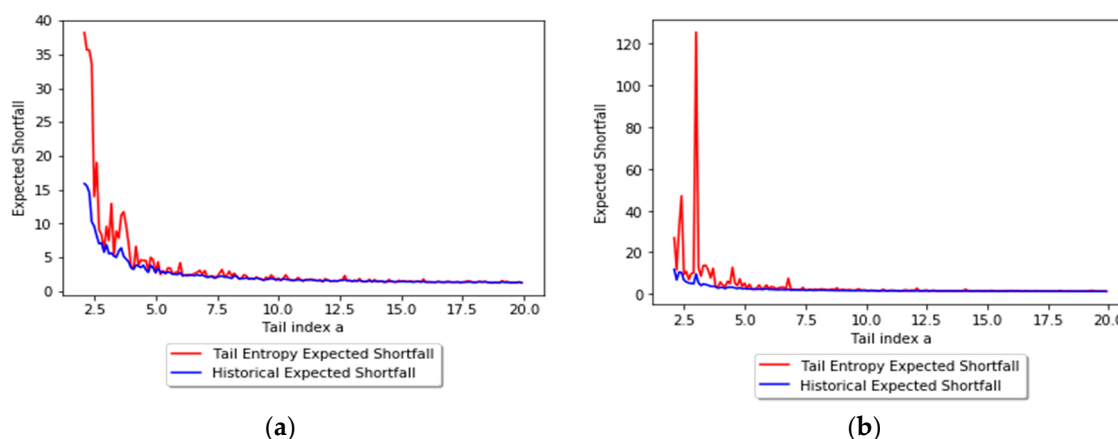 40
35
30
25
20
15
10
5
0
Expected Shortfall
2.5 5.0 7.5 10.0 12.5 15.0 17.5 20.0
Tail index a
Tail Entropy Expected Shortfall
Historical Expected Shortfall
(a)
120
100
80
60
40
20
0
Expected Shortfall
2.5 5.0 7.5 10.0 12.5 15.0 17.5 20.0
Tail index a
Tail Entropy Expected Shortfall
Historical Expected Shortfall
(b)